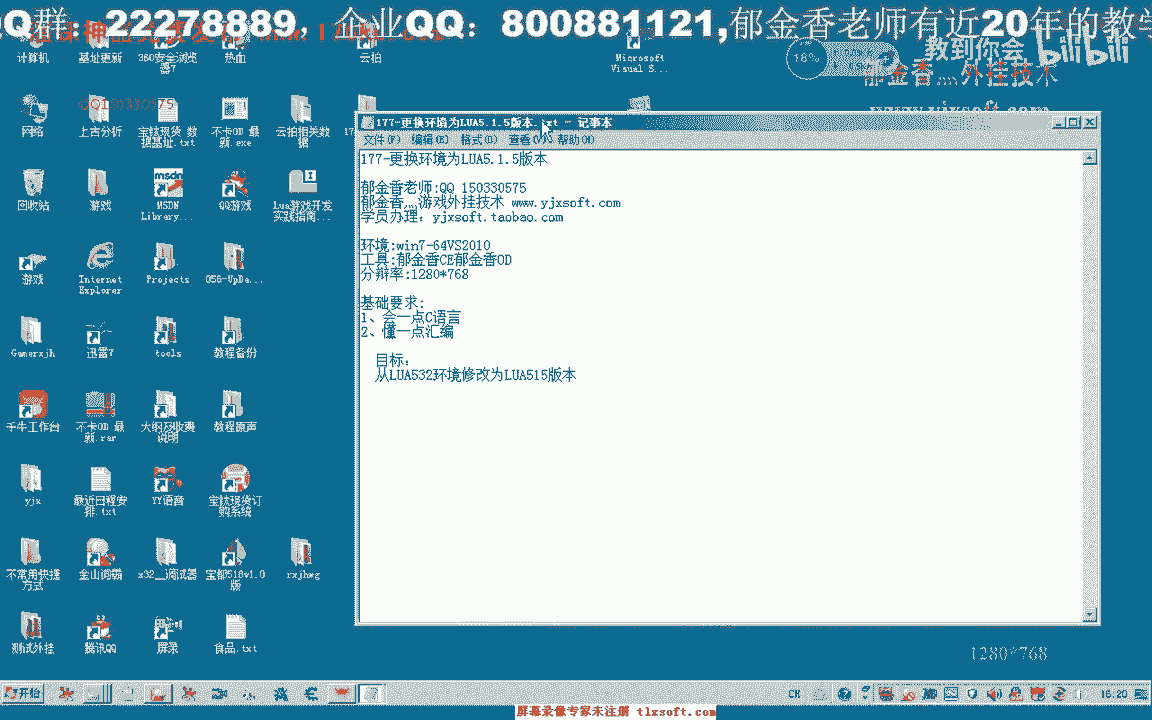 Q群：22278889，企业QQ：800881121,郁金香老师有近20年的教学
教到你会
bilibili
18%
郁金香灬外挂技术
www.yjxsoft.com
QQ150330575
计算机
基址更新
360安全浏览器7
热血
云拍
Microsoft Visual S...
网络
上古分析
宝钛现货 数据基址.txt
不卡OD 最新.exe
云拍相关数据
回收站
游戏
MSDN Library...
QQ游戏
Lua游戏开发实践指南...
游戏
Internet Explorer
Projects
056-UpDa...
Gamerxjh
迅雷7
tools
教程备份
千牛工作台
不卡OD 最新.rar
大纲及收费说明
教程原声
yjx
最近日程安排.txt
YY语音
宝钛现货订购系统
不常用快捷方式
金山词霸
x32__调试器
宝都518v1.0版
rxjhwg
测试外挂
腾讯QQ
屏录
食品.txt
177-更换环境为LUA5.1.5版本.txt - 记事本
文件(F) 编辑(E) 格式(O) 查看(V) 帮助(H)
177-更换环境为LUA5.1.5版本
郁金香老师:QQ 150330575
郁金香灬游戏外挂技术 www.yjxsoft.com
学员办理：yjxsoft.taobao.com
环境:win7-64VS2010
工具:郁金香CE郁金香OD
分辩率:1280*768
基础要求:
1、会一点C语言
2、懂一点汇编
目标：
从LUA532环境修改为LUA515版本
1280*768
开始
CH
16:20
屏幕录像专家未注册 tlxsoft.com